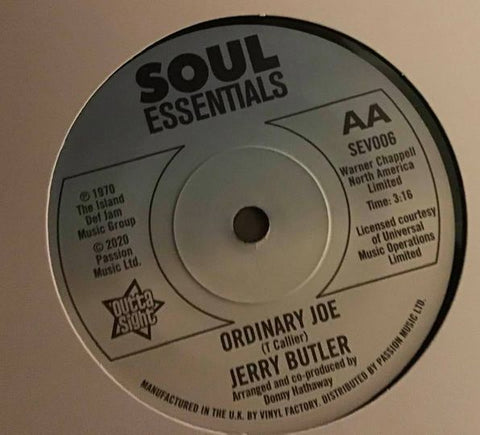 SOUL
ESSENTIALS
AA
SEV006
Warner Chappell
North America
Limited
Time: 3:16
Licensed courtesy
of Universal
Music Operations
Limited
℗ 1970
The Island
Def Jam
Music Group
© 2020
Passion
Music Ltd.
outta
sight
ORDINARY JOE
(T Callier)
JERRY BUTLER
Arranged and co-produced by
Donny Hathaway
MANUFACTURED IN THE U.K. BY VINYL FACTORY. DISTRIBUTED BY PASSION MUSIC LTD.